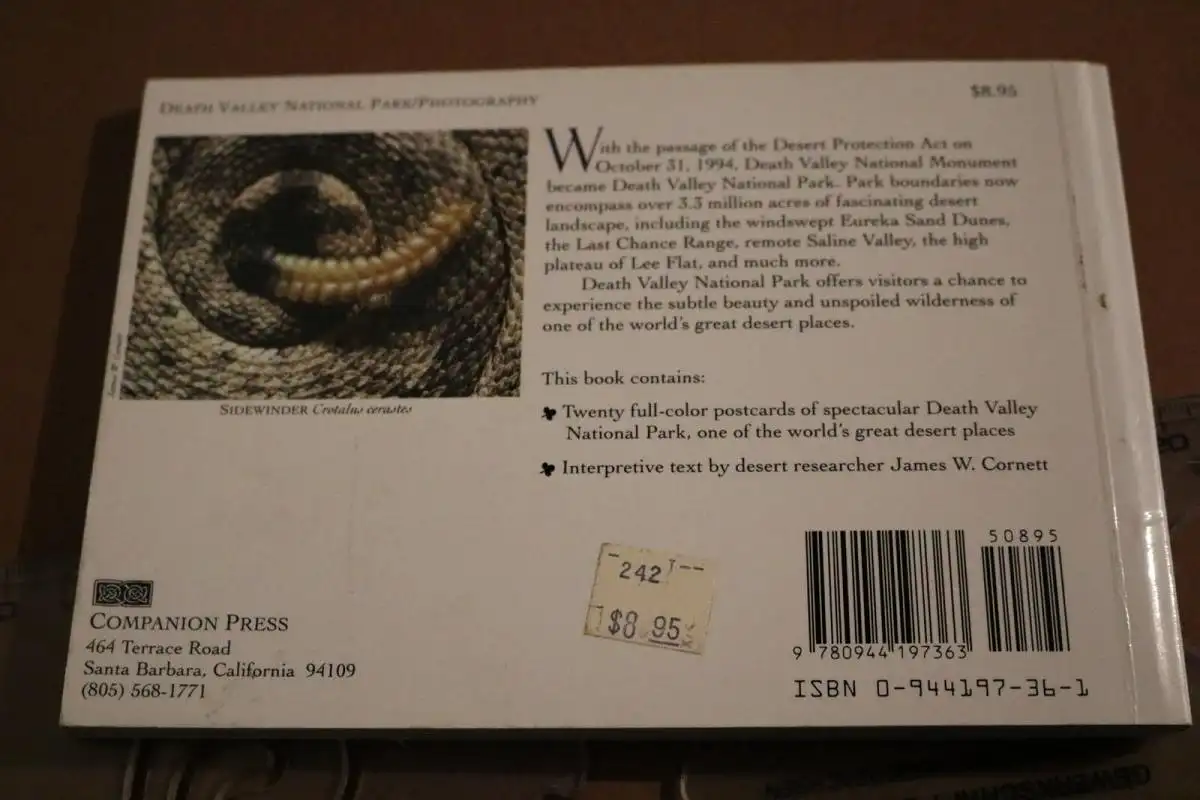 DEATH VALLEY NATIONAL PARK/PHOTOGRAPHY
$8.95
With the passage of the Desert Protection Act on
October 31, 1994, Death Valley National Monument
became Death Valley National Park. Park boundaries now
encompass over 3.3 million acres of fascinating desert
landscape, including the windswept Eureka Sand Dunes,
the Last Chance Range, remote Saline Valley, the high
plateau of Lee Flat, and much more.
Death Valley National Park offers visitors a chance to
experience the subtle beauty and unspoiled wilderness of
one of the world's great desert places.
SIDEWINDER Crotalus cerastes
This book contains:
Twenty full-color postcards of spectacular Death Valley
National Park, one of the world's great desert places
Interpretive text by desert researcher James W. Cornett
242
$8.95
COMPANION PRESS
464 Terrace Road
Santa Barbara, California 94109
(805) 568-1771
50895
9 780944 197363
ISBN 0-944197-36-1